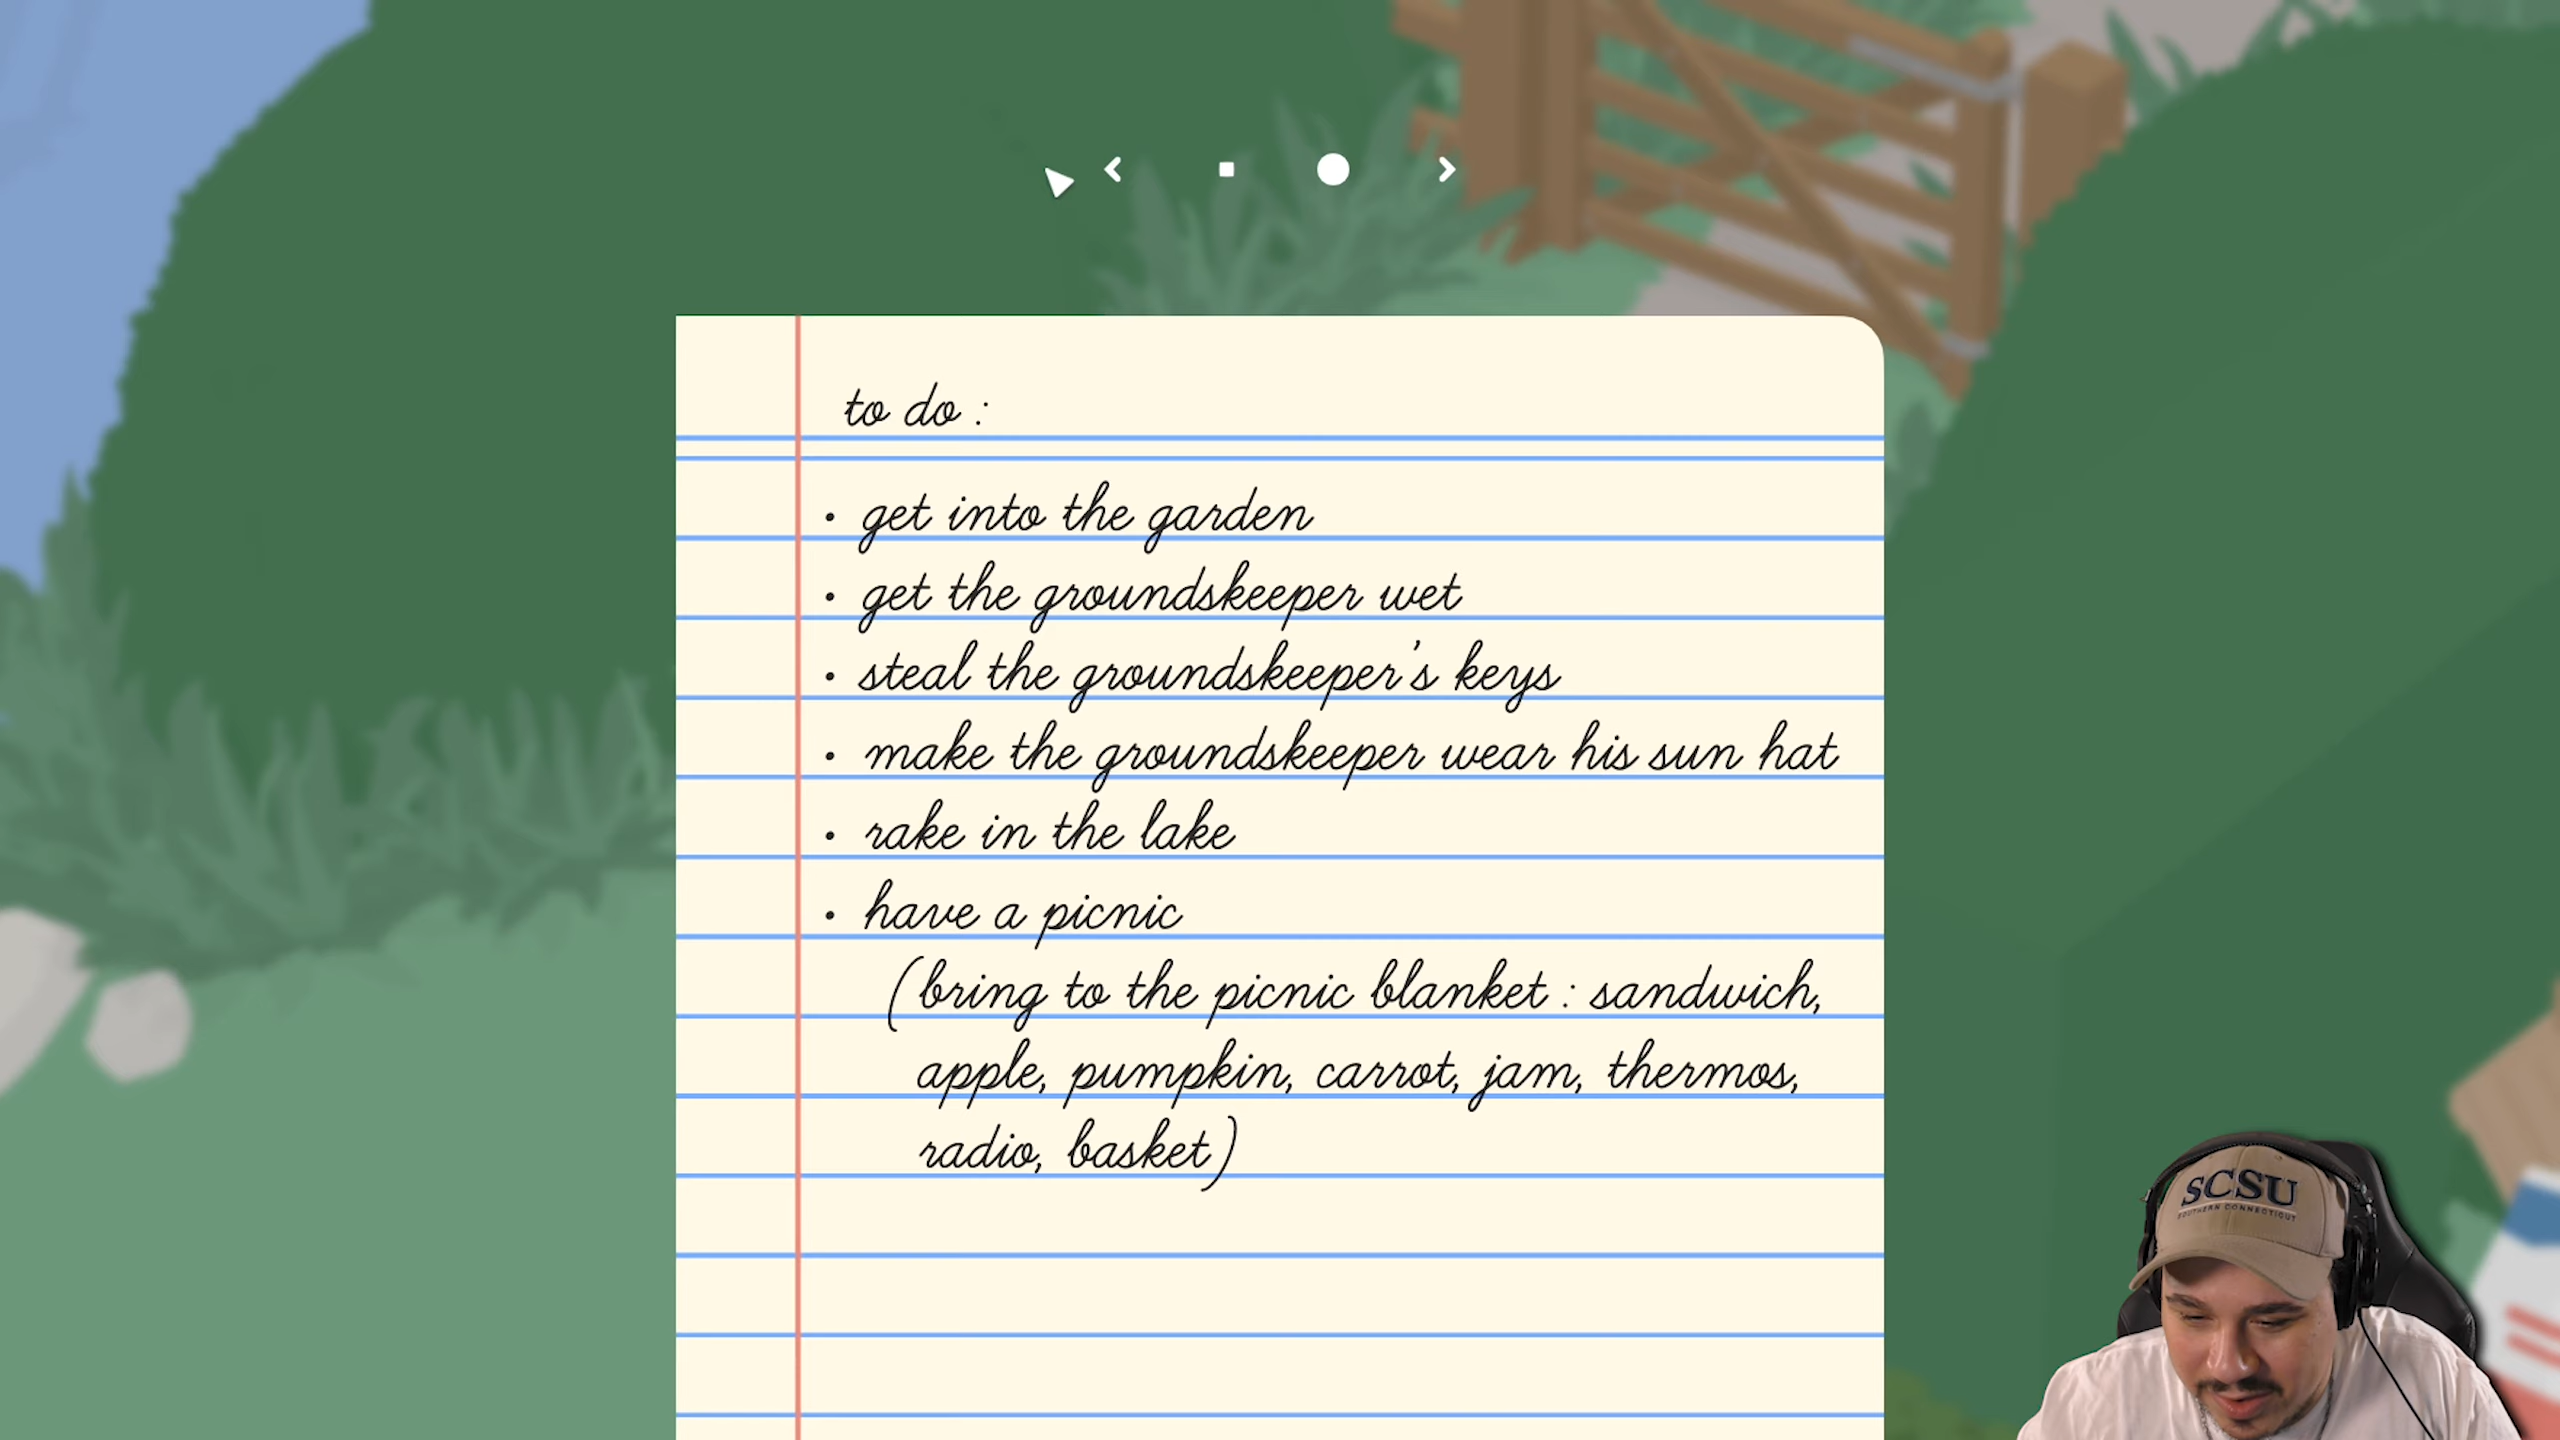 to do :
• get into the garden
• get the groundskeeper wet
• steal the groundskeeper's keys
• make the groundskeeper wear his sun hat
• rake in the lake
• have a picnic
(bring to the picnic blanket : sandwich,
apple, pumpkin, carrot, jam, thermos,
radio, basket)
SCSU
SOUTHERN CONNECTICUT